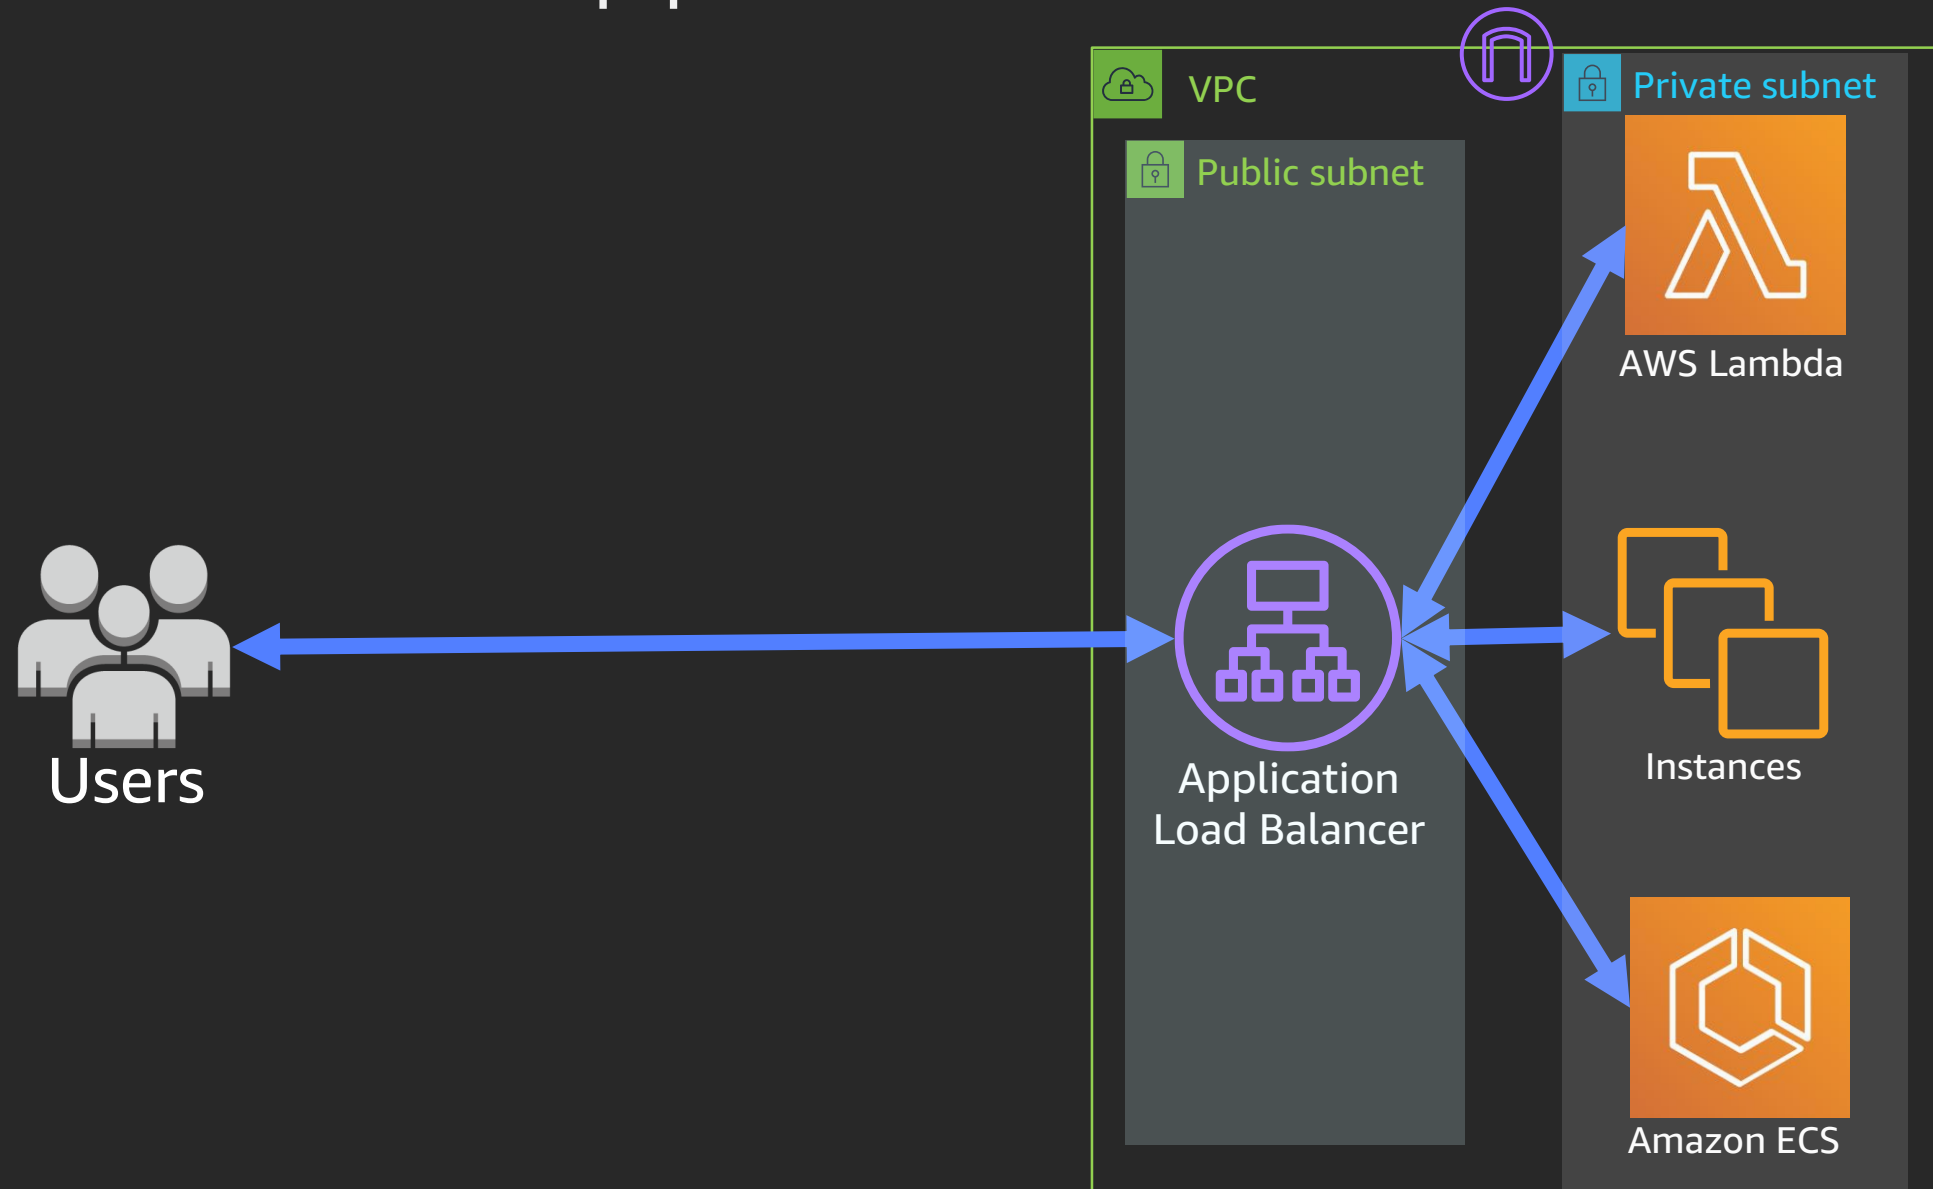 VPC
Private subnet
Public subnet
AWS Lambda
Users
Application
Load Balancer
Instances
Amazon ECS